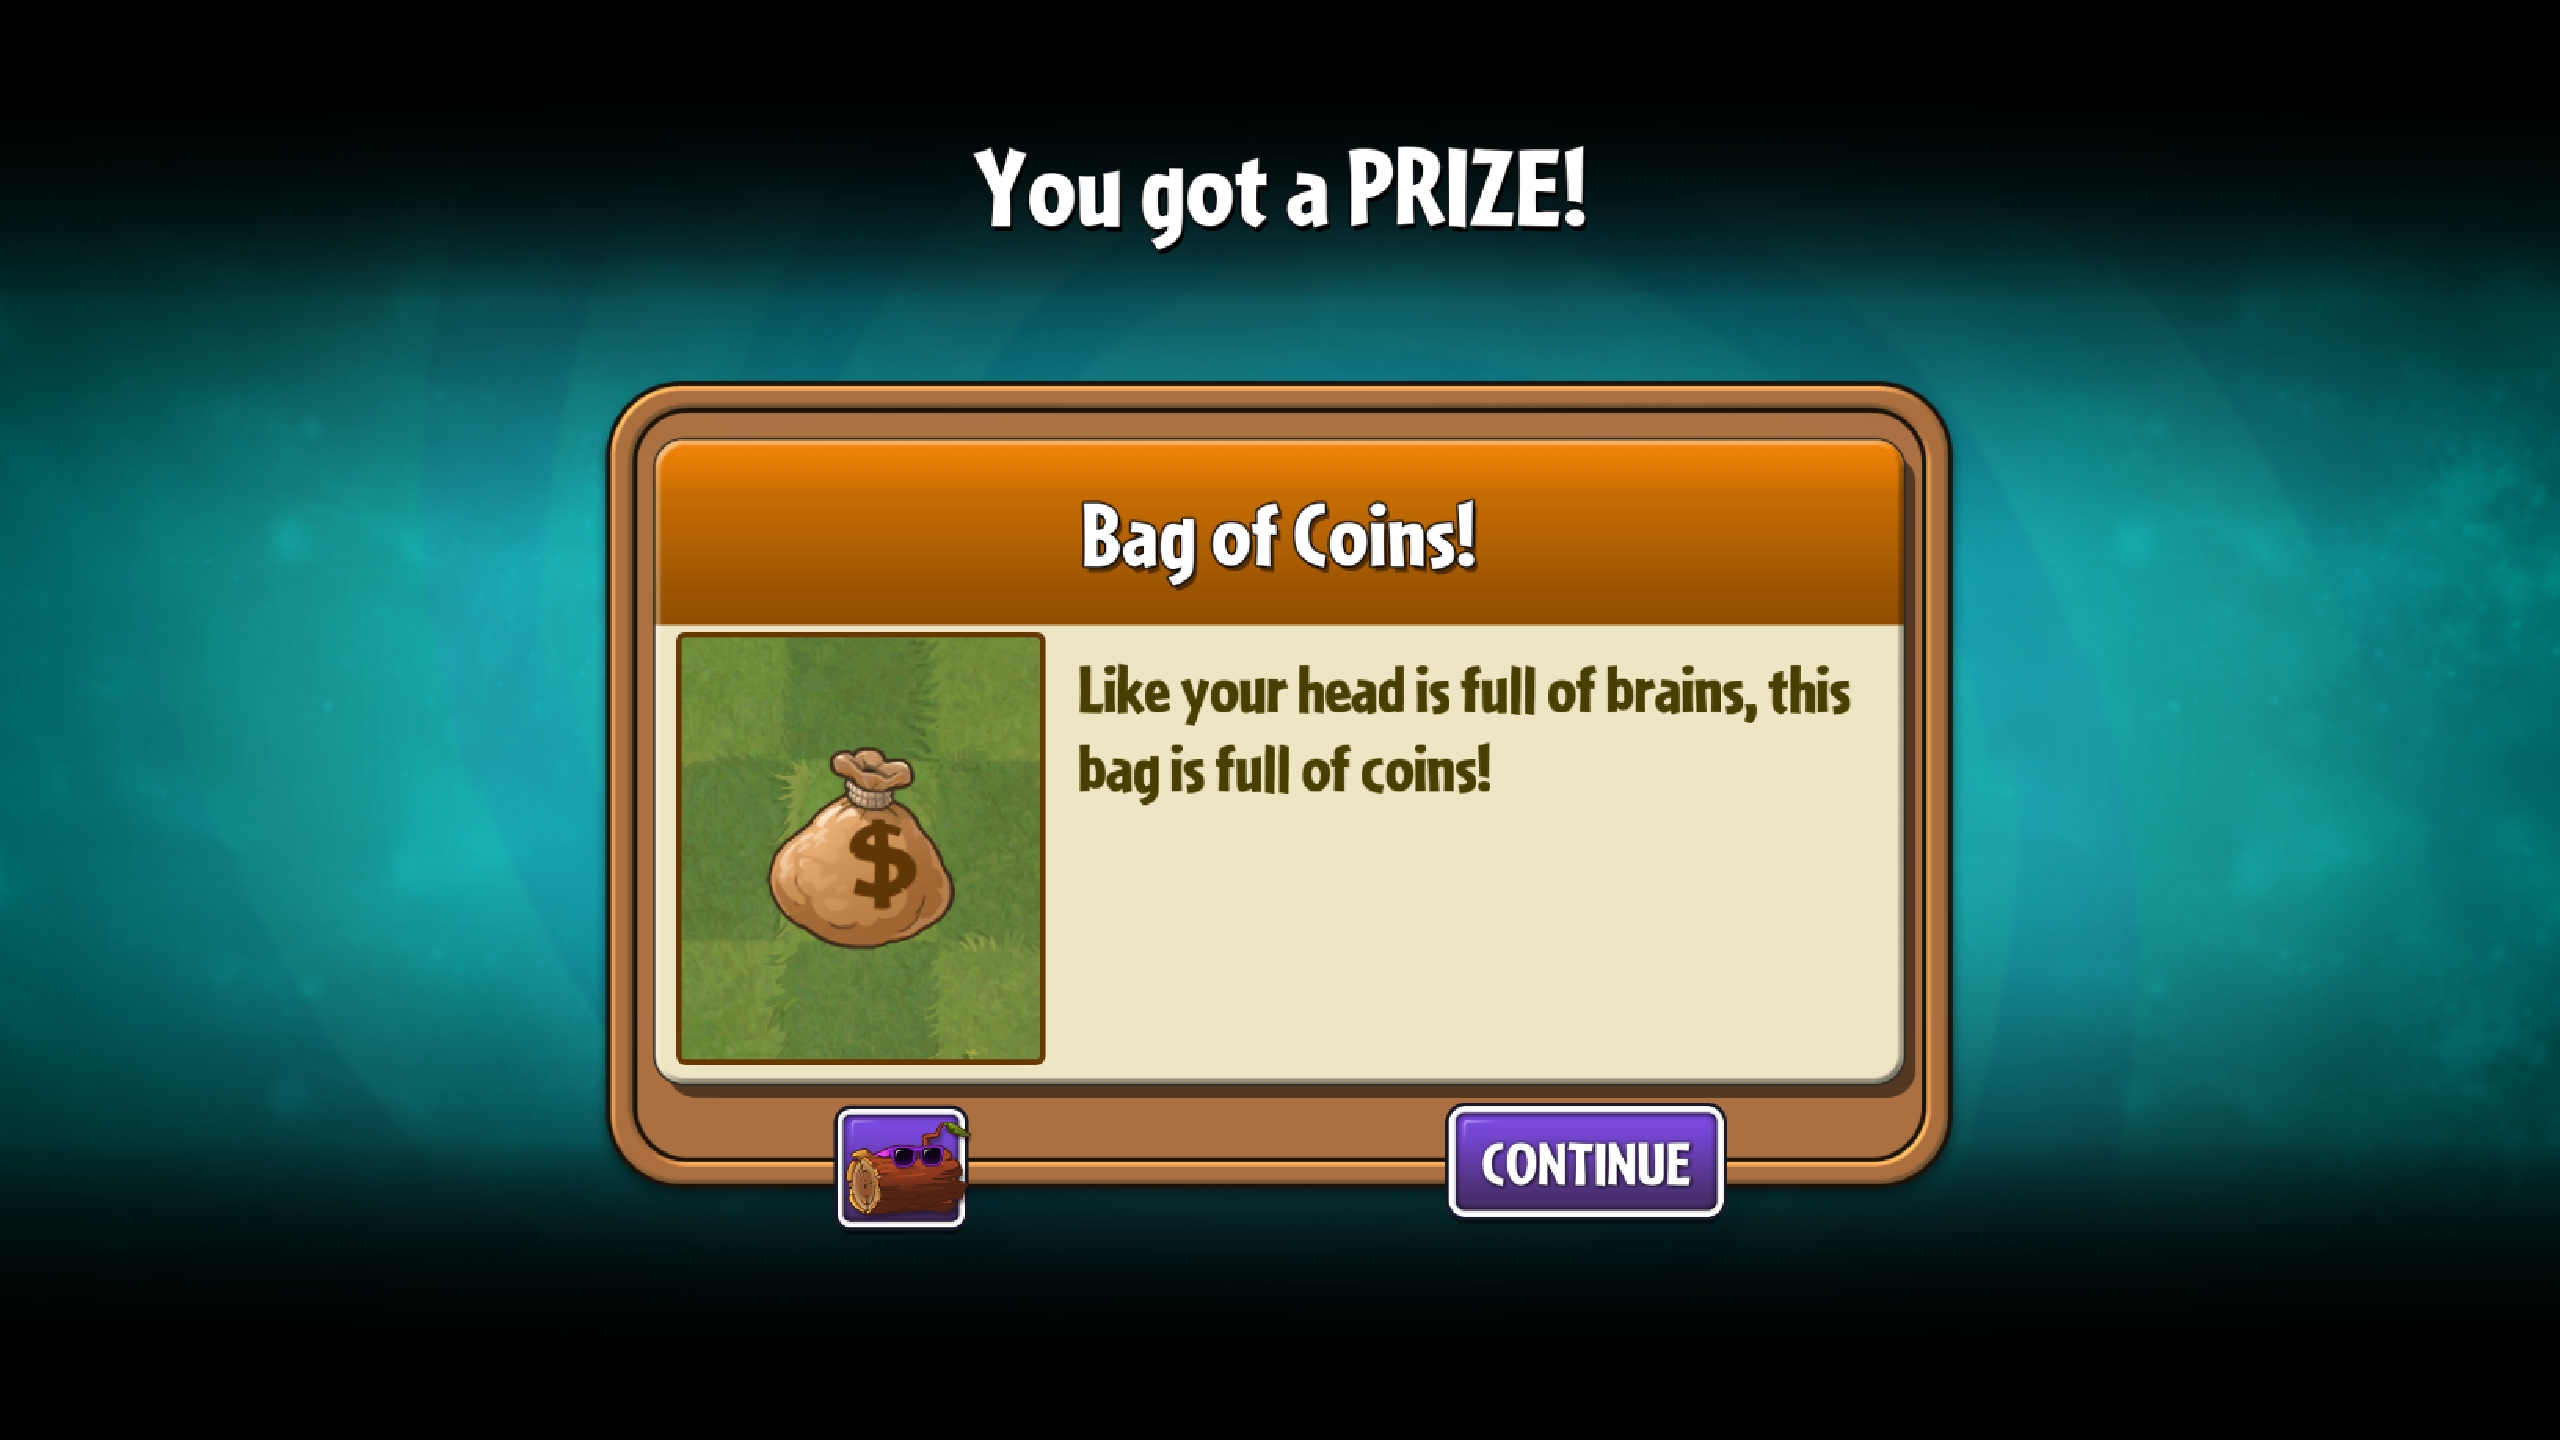 You got a PRIZE!
Bag of Coins!
$
Like your head is full of brains, this
bag is full of coins!
CONTINUE